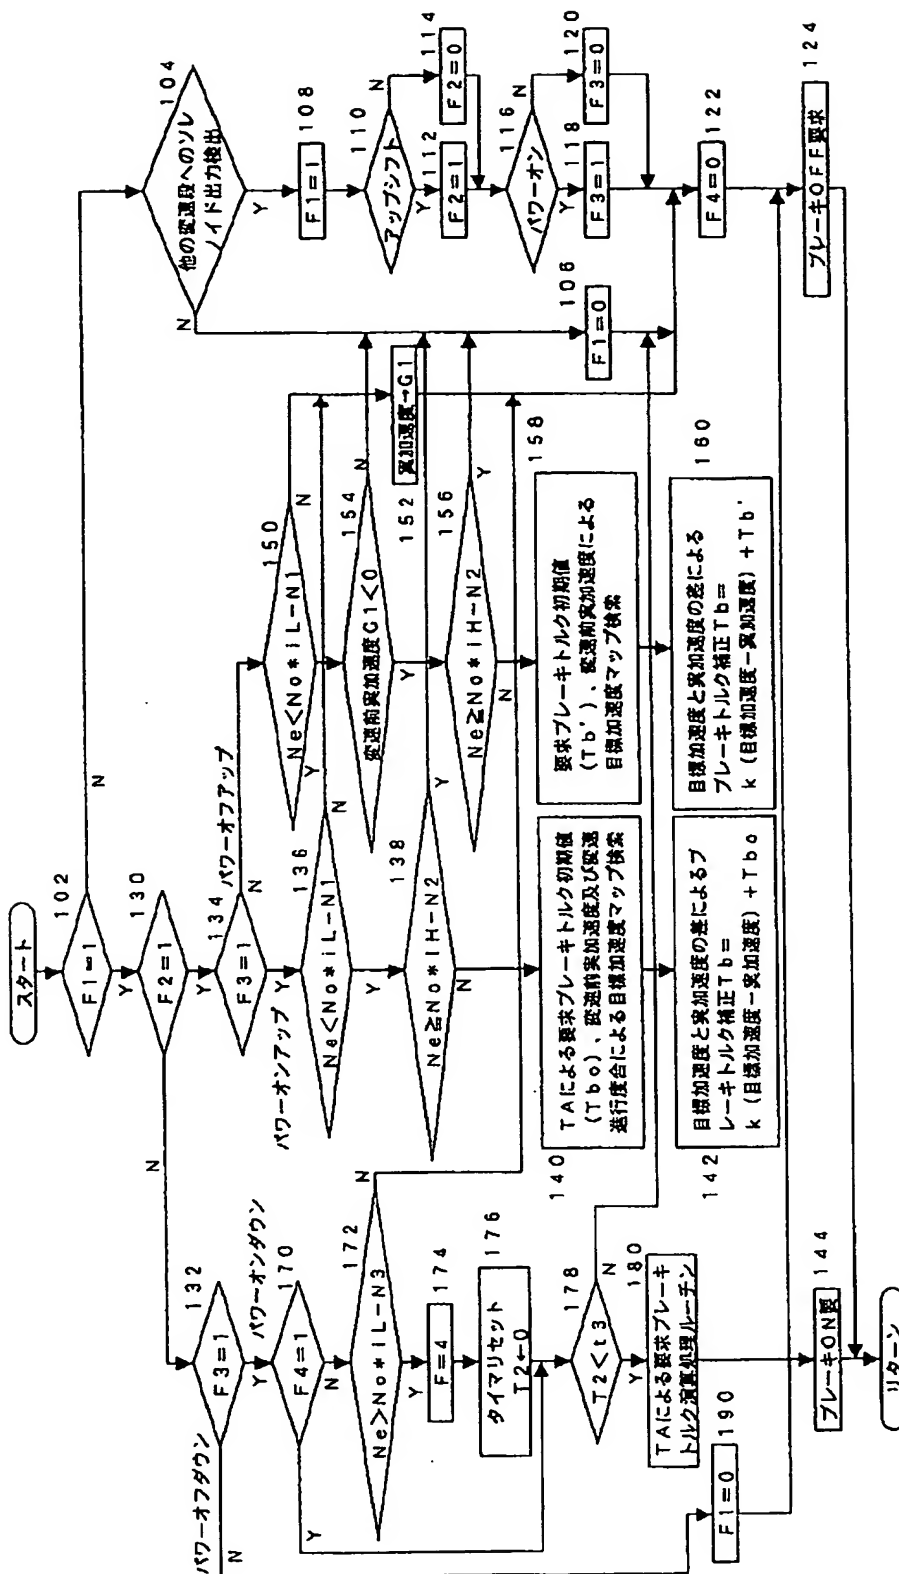 スタート
102
F1=1
Y
N
130
F2=1
Y
N
134
F3=1
N
パワーオフアップ
Y
パワーオンアップ
136
Ne<No*iL-N1
Y
N
138
Ne≧No*IH-N2
Y
N
140
TAによる要求ブレーキトルク初期値
(Tbo)、変速前実加速度及び変速
進行度合による目標加速度マップ検索
142
目標加速度と実加速度の差によるブ
レーキトルク補正Tb=
k(目標加速度-実加速度)+Tbo
144
ブレーキON要
リターン
104
他の変速段へのソレ
ノイド出力検出
N
Y
108
F1=1
110
アップシフト
N
Y
114
F2=0
112
F2=1
116
パワーオン
N
Y
120
F3=0
118
F3=1
106
F1=0
122
F4=0
124
ブレーキOFF要求
150
Ne<No*iL-N1
N
Y
実加速度→G1
152
154
変速前実加速度G1<0
N
Y
156
Ne≧No*IH-N2
Y
N
158
要求ブレーキトルク初期値
(Tb')、変速前実加速度による
目標加速度マップ検索
160
目標加速度と実加速度の差による
ブレーキトルク補正Tb=
k(目標加速度-実加速度)+Tb'
132
F3=1
パワーオフダウン
N
Y
パワーオンダウン
170
F4=1
Y
N
172
Ne>No*iL-N3
N
Y
174
F=4
176
タイマリセット
T2←0
178
T2<t3
N
Y
180
TAによる要求ブレーキ
トルク演算処理ルーチン
190
F1=0